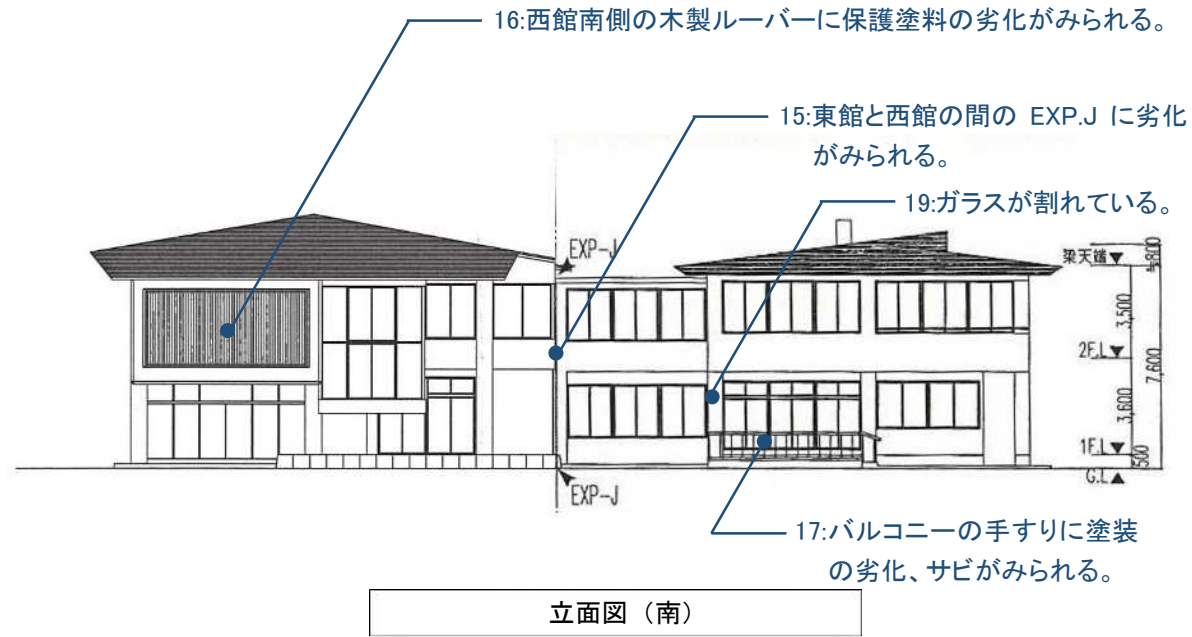 16:西館南側の木製ルーバーに保護塗料の劣化がみられる。
15:東館と西館の間の EXP.J に劣化
がみられる。
19:ガラスが割れている。
EXP-J
梁天端▼
≒800
3,500
2F.L▼
7,600
3,600
1F.L▼
500
G.L▲
EXP-J
17:バルコニーの手すりに塗装
の劣化、サビがみられる。
立面図（南）